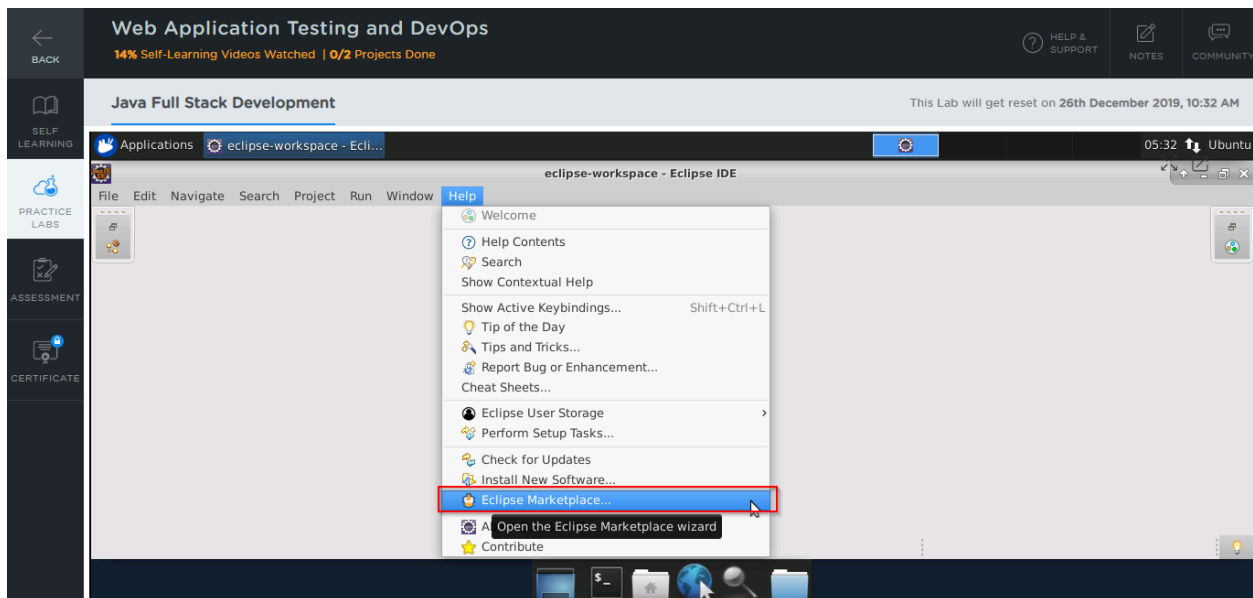 Web Application Testing and DevOps
BACK
14% Self-Learning Videos Watched | 0/2 Projects Done
HELP & SUPPORT
NOTES
COMMUNITY
SELF LEARNING
Java Full Stack Development
This Lab will get reset on 26th December 2019, 10:32 AM
Applications
eclipse-workspace - Ecli...
05:32
Ubuntu
eclipse-workspace - Eclipse IDE
File Edit Navigate Search Project Run Window Help
PRACTICE LABS
ASSESSMENT
CERTIFICATE
Welcome
Help Contents
Search
Show Contextual Help
Show Active Keybindings... Shift+Ctrl+L
Tip of the Day
Tips and Tricks...
Report Bug or Enhancement...
Cheat Sheets...
Eclipse User Storage
Perform Setup Tasks...
Check for Updates
Install New Software...
Eclipse Marketplace...
A
Open the Eclipse Marketplace wizard
Contribute
$_